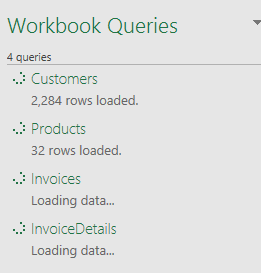 Workbook Queries
4 queries
Customers
2,284 rows loaded.
Products
32 rows loaded.
Invoices
Loading data...
InvoiceDetails
Loading data...